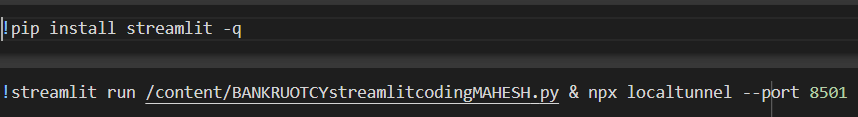 !pip install streamlit -q
!streamlit run /content/BANKRUOTCYstreamlitcodingMAHESH.py & npx localtunnel --port 8501